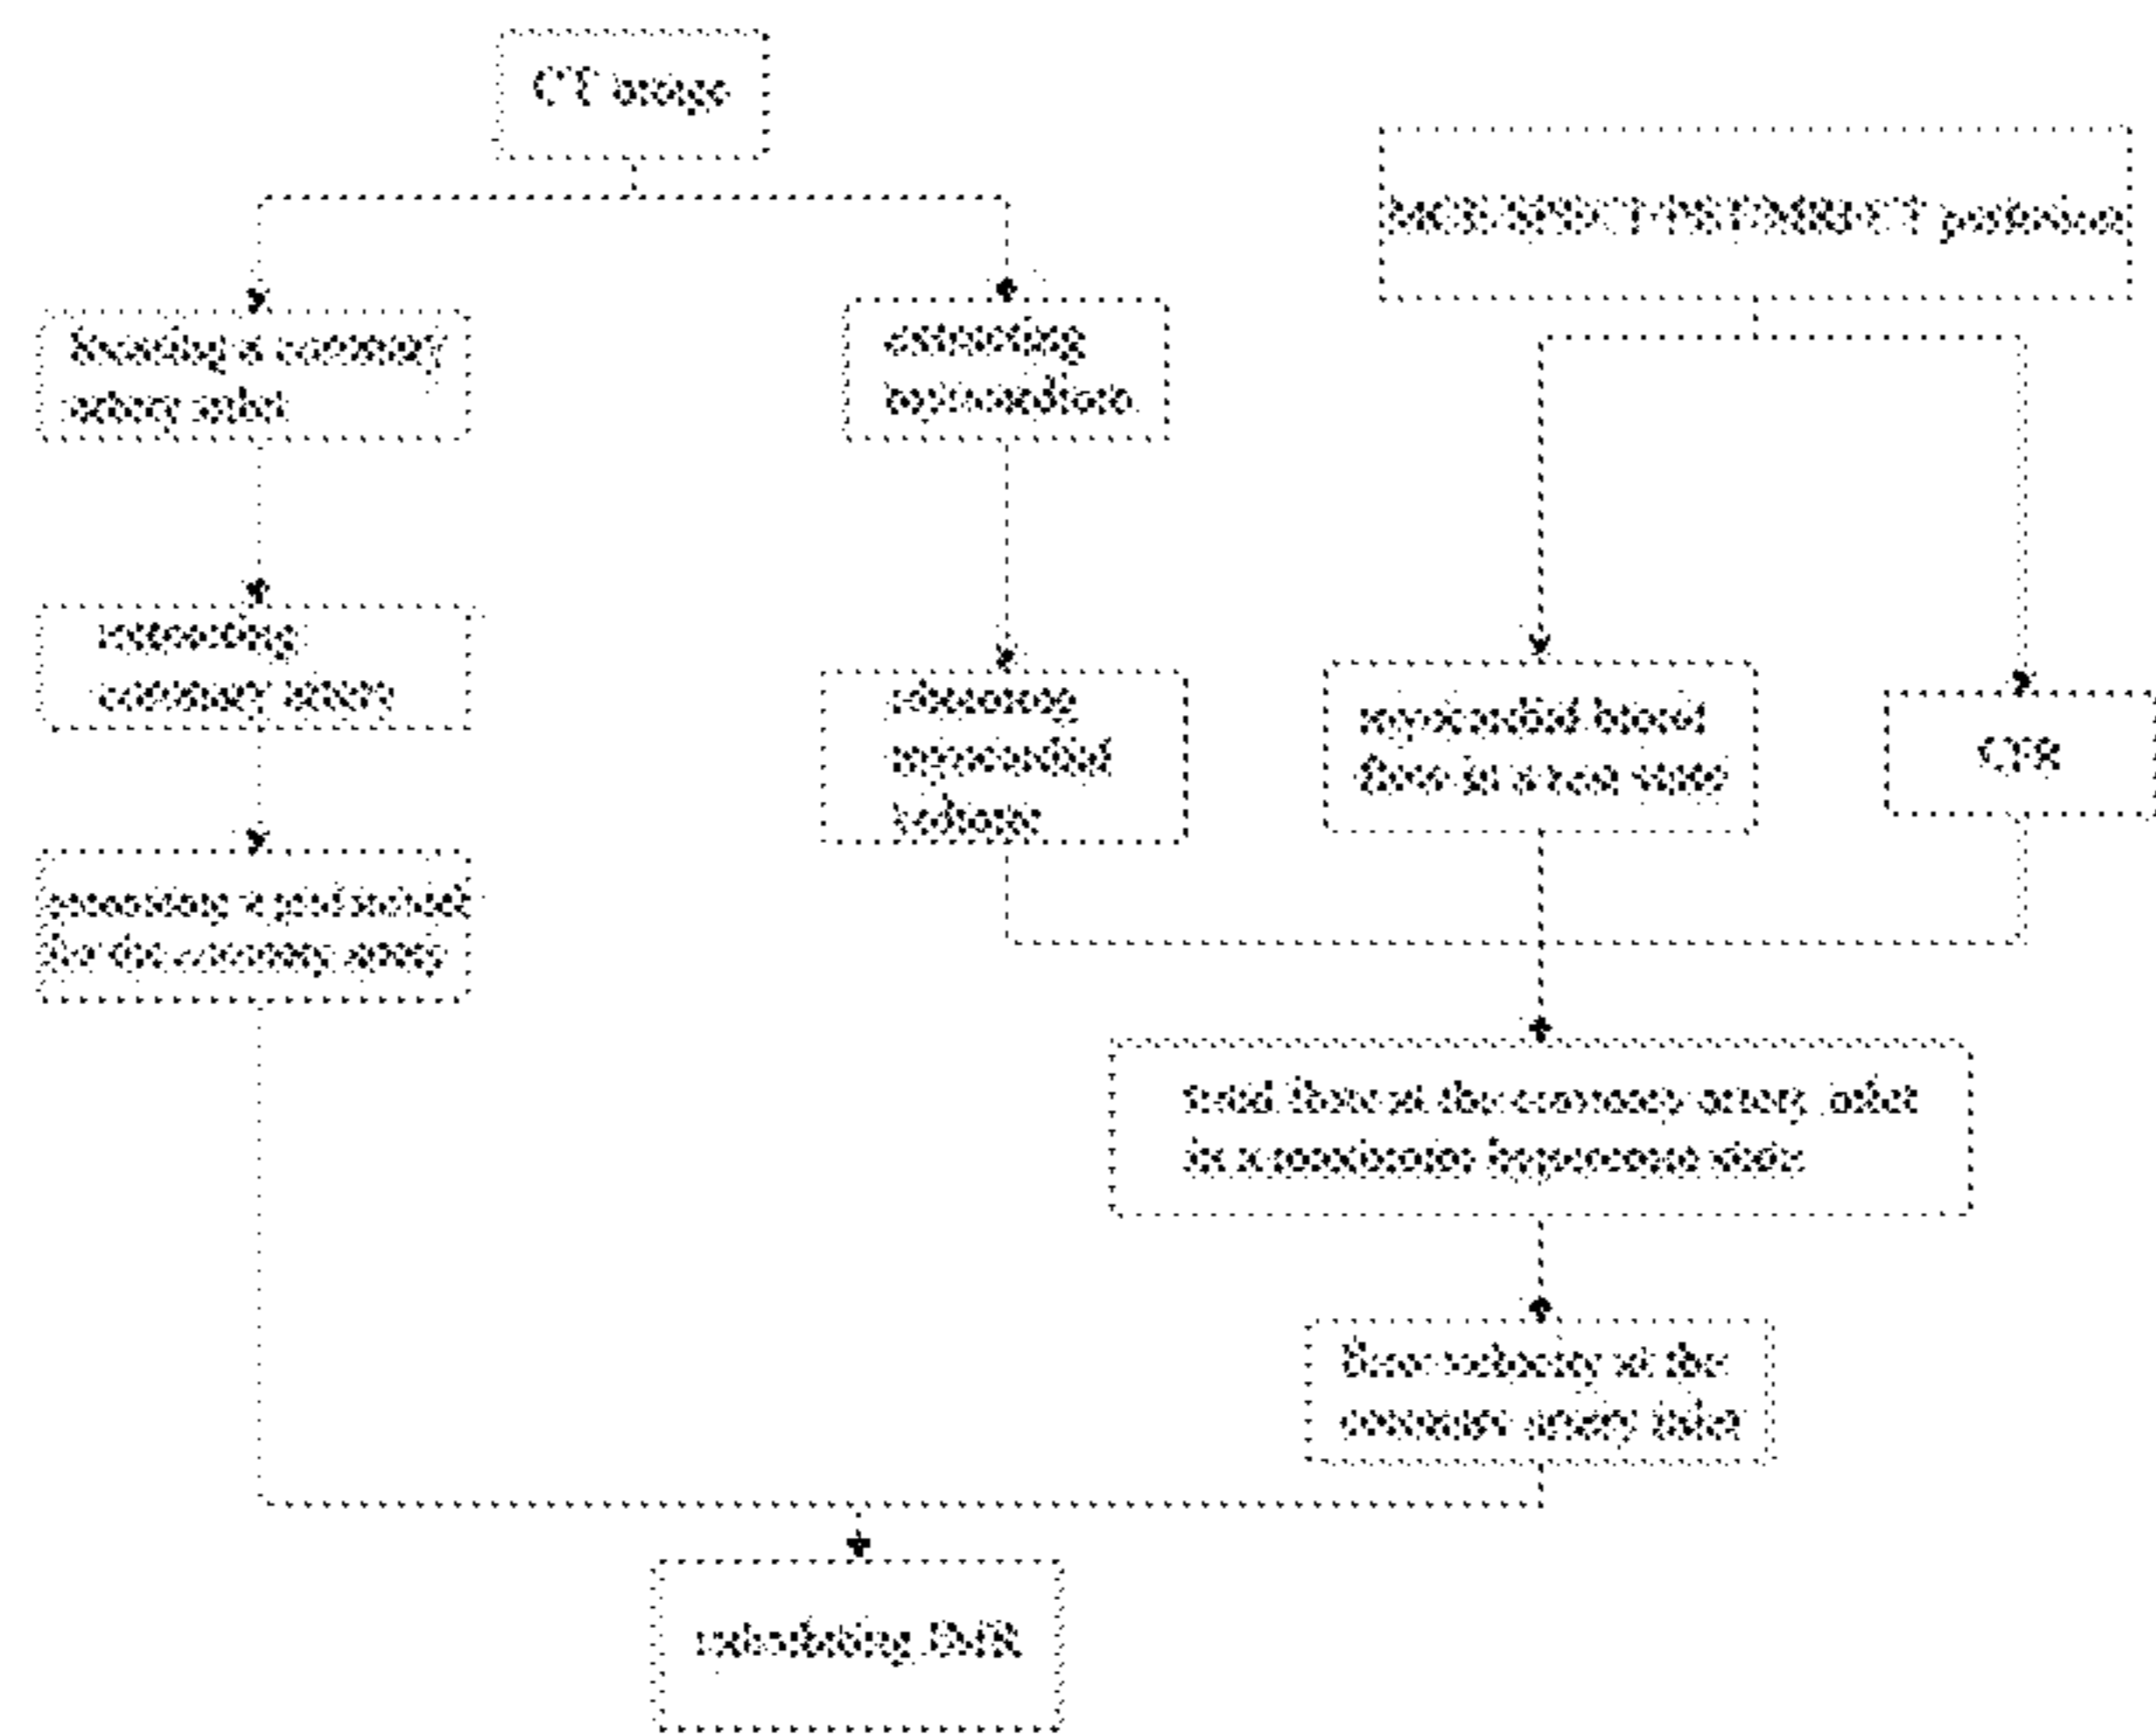 CT image
MCE/SPECT/PET/MRI/CT perfusion
locating a coronary
artery inlet
extracting
myocardium
extracting
coronary artery
obtaining
myocardial
volume
myocardial blood
flow in a rest state
CFR
generating a grid model
for the coronary artery
total flow at the coronary artery inlet
in a maximum hyperemia state
flow velocity at the
coronary artery inlet
calculating FFR